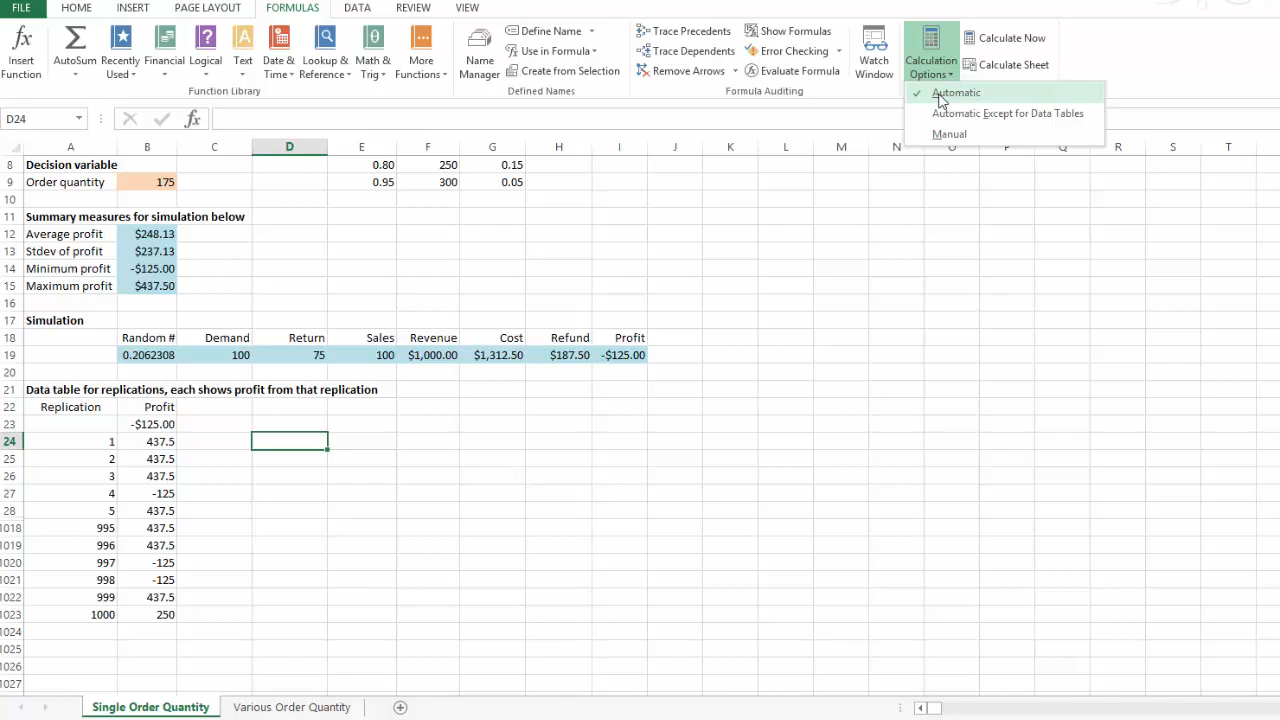 FILE HOME INSERT PAGE LAYOUT FORMULAS DATA REVIEW VIEW
fx Insert Function
Σ AutoSum
Recently Used
Financial
Logical
Text
Date & Time
Lookup & Reference
Math & Trig
More Functions
Function Library
Name Manager
Define Name
Use in Formula
Create from Selection
Defined Names
Trace Precedents
Trace Dependents
Remove Arrows
Show Formulas
Error Checking
Evaluate Formula
Formula Auditing
Watch Window
Calculation Options
Calculate Now
Calculate Sheet
Automatic
Automatic Except for Data Tables
Manual
D24 fx
A B C D E F G H I J K L M N O P Q R S T
8 Decision variable 0.80 250 0.15
9 Order quantity 175 0.95 300 0.05
10
11 Summary measures for simulation below
12 Average profit $248.13
13 Stdev of profit $237.13
14 Minimum profit -$125.00
15 Maximum profit $437.50
16
17 Simulation
18 Random # Demand Return Sales Revenue Cost Refund Profit
19 0.2062308 100 75 100 $1,000.00 $1,312.50 $187.50 -$125.00
20
21 Data table for replications, each shows profit from that replication
22 Replication Profit
23 -$125.00
24 1 437.5
25 2 437.5
26 3 437.5
27 4 -125
28 5 437.5
1018 995 437.5
1019 996 437.5
1020 997 -125
1021 998 -125
1022 999 437.5
1023 1000 250
1024
1025
1026
1027
Single Order Quantity Various Order Quantity